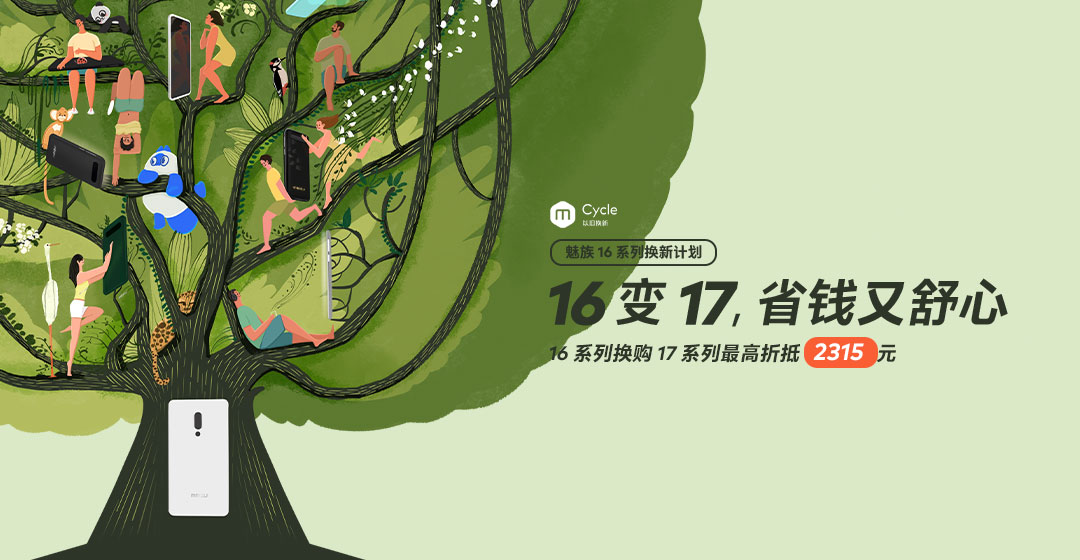 m Cycle
以旧换新
魅族 16 系列换新计划
16 变 17, 省钱又舒心
16 系列换购 17 系列最高折抵 2315 元
MEIZU